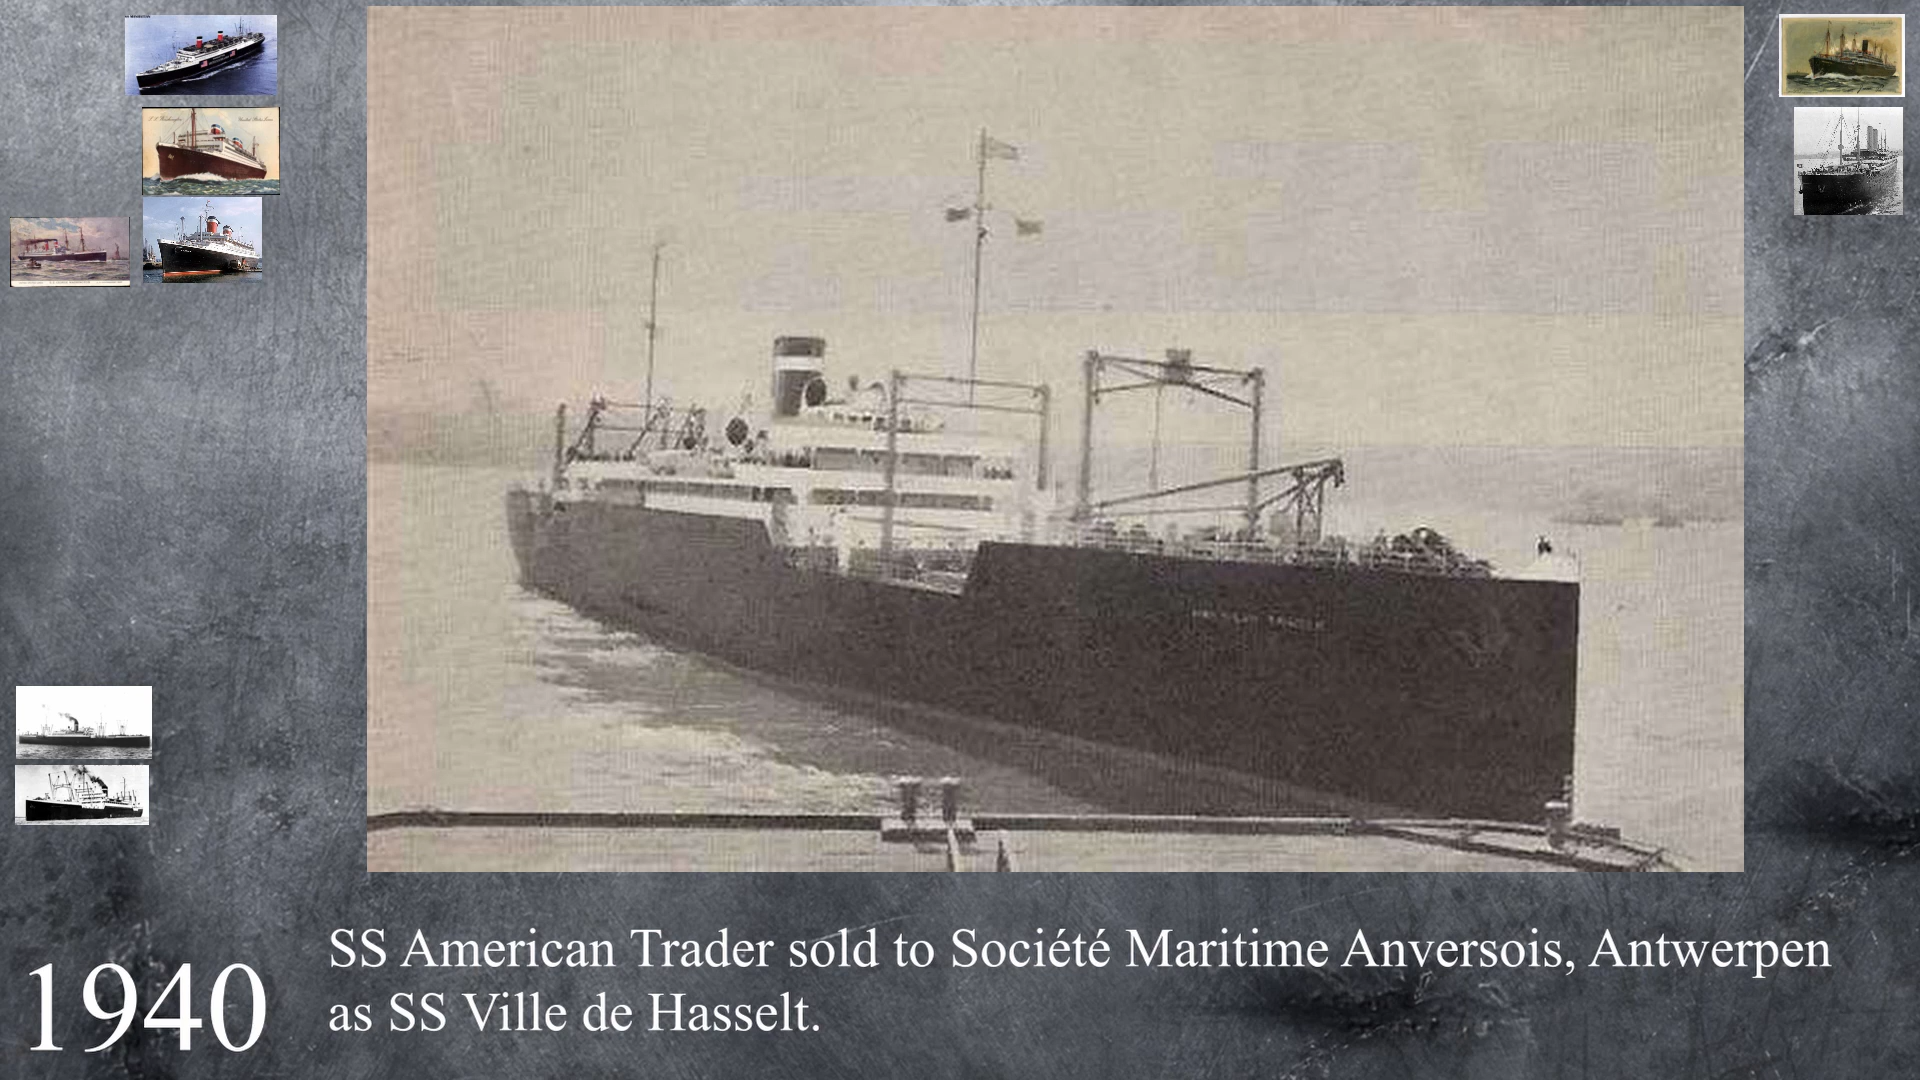 1940
SS American Trader sold to Société Maritime Anversois, Antwerpen
as SS Ville de Hasselt.